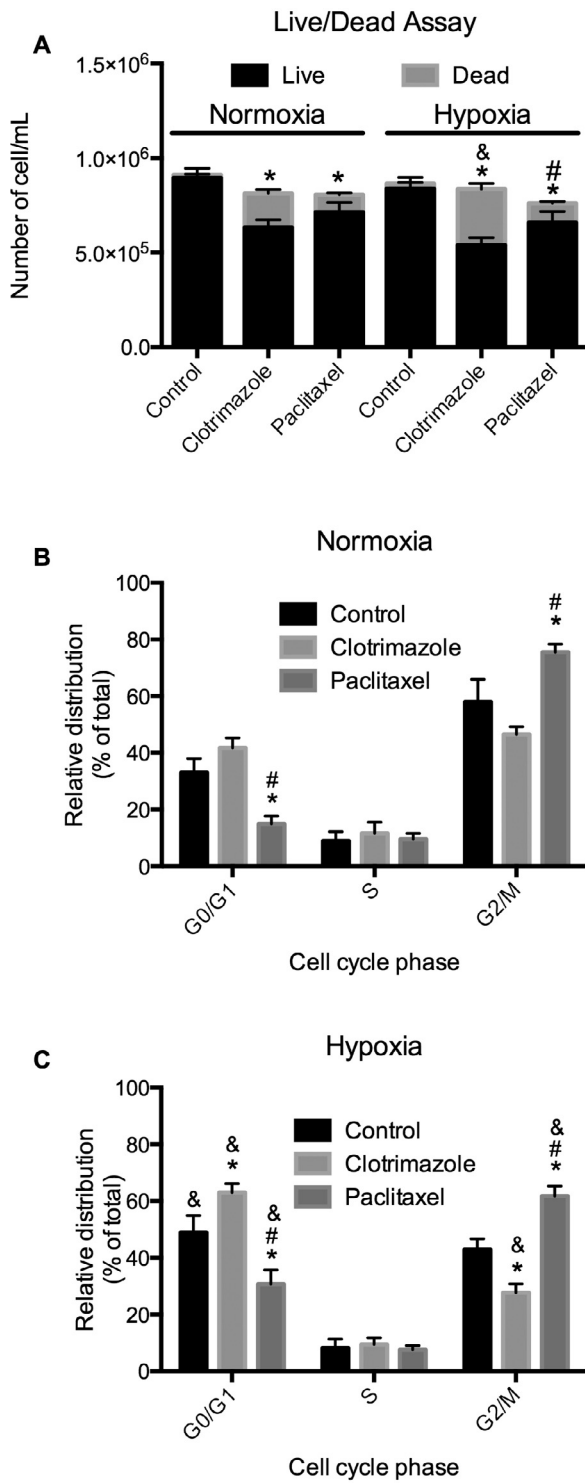 A
Live/Dead Assay
Number of cell/mL
1.5×10⁶
1.0×10⁶
5.0×10⁵
0.0
Live
Dead
Normoxia
Hypoxia
*
*
&
*
#
*
Control
Clotrimazole
Paclitaxel
Control
Clotrimazole
Paclitazel
B
Normoxia
Relative distribution
(% of total)
100
80
60
40
20
0
Control
Clotrimazole
Paclitaxel
#
*
#
*
G0/G1
S
G2/M
Cell cycle phase
C
Hypoxia
Relative distribution
(% of total)
100
80
60
40
20
0
Control
Clotrimazole
Paclitaxel
&
&
*
&
#
*
&
*
&
#
*
G0/G1
S
G2/M
Cell cycle phase